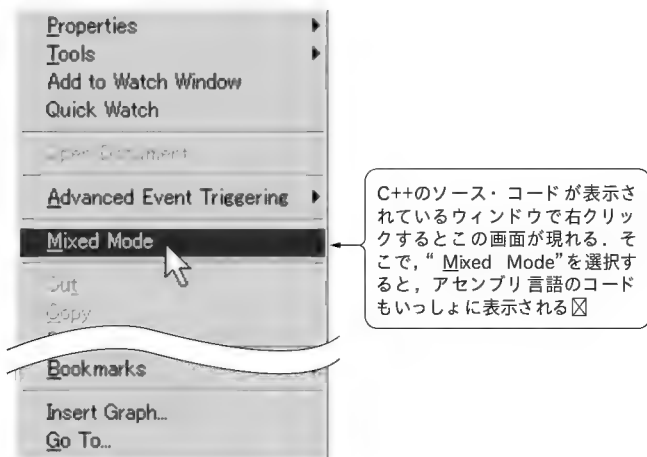 Properties
Tools
Add to Watch Window
Quick Watch
Open Document
Advanced Event Triggering
Mixed Mode
Cut
Copy
Bookmarks
Insert Graph...
Go To...
C++のソース・コードが表示さ
れているウィンドウで右クリッ
クするとこの画面が現れる．そ
こで，“Mixed Mode”を選択す
ると，アセンブリ言語のコード
もいっしょに表示される☒